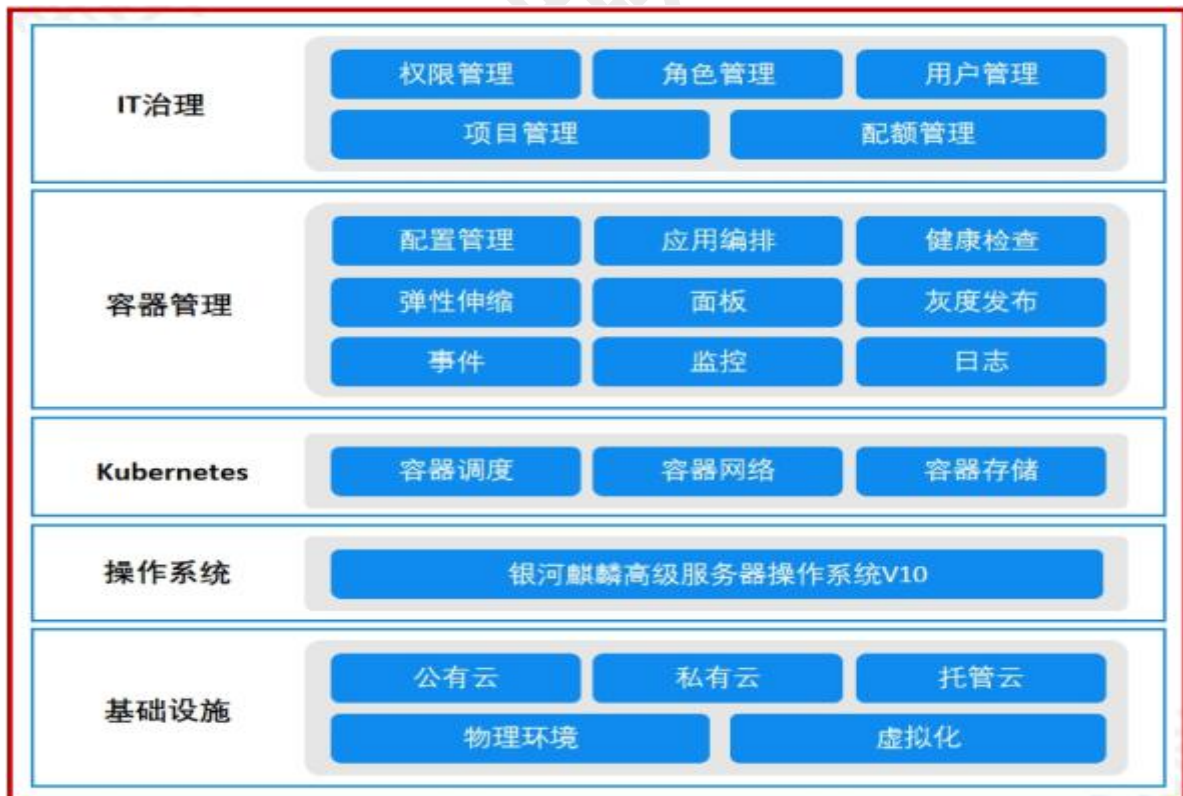 IT治理
权限管理 角色管理 用户管理
项目管理 配额管理
容器管理
配置管理 应用编排 健康检查
弹性伸缩 面板 灰度发布
事件 监控 日志
Kubernetes
容器调度 容器网络 容器存储
操作系统
银河麒麟高级服务器操作系统V10
基础设施
公有云 私有云 托管云
物理环境 虚拟化